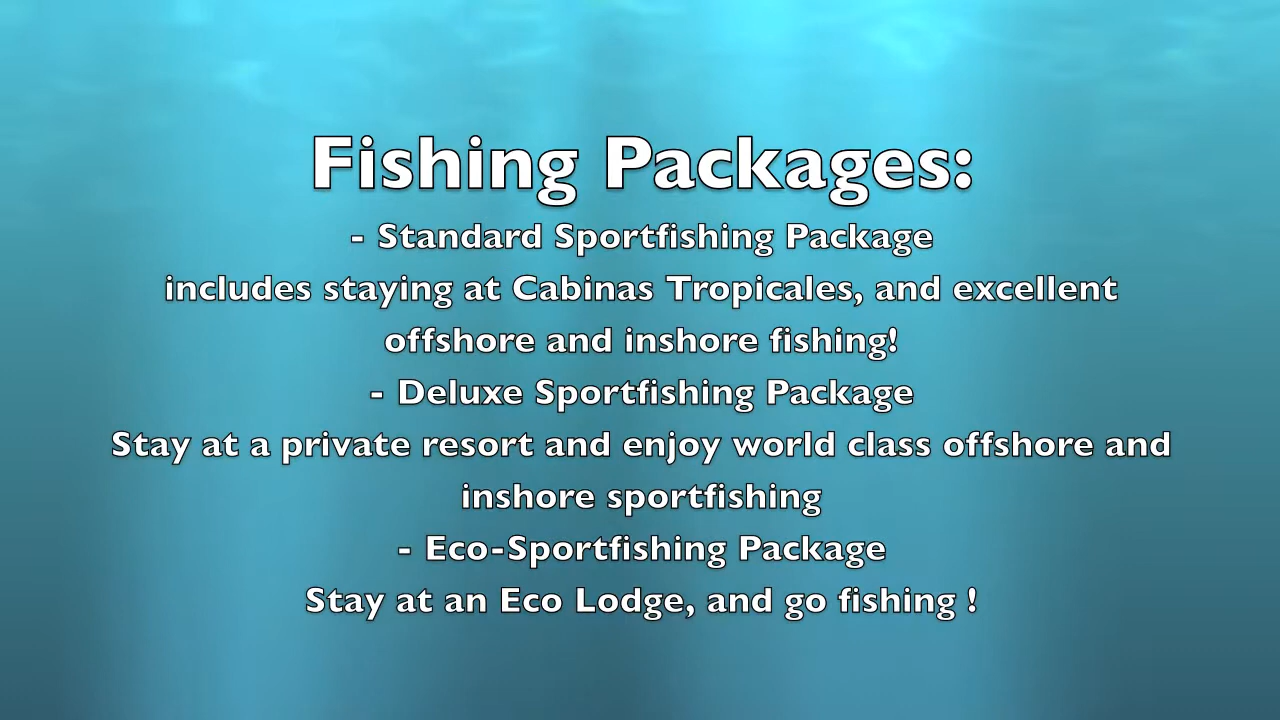 Fishing Packages:
- Standard Sportfishing Package
includes staying at Cabinas Tropicales, and excellent
offshore and inshore fishing!
- Deluxe Sportfishing Package
Stay at a private resort and enjoy world class offshore and
inshore sportfishing
- Eco-Sportfishing Package
Stay at an Eco Lodge, and go fishing !